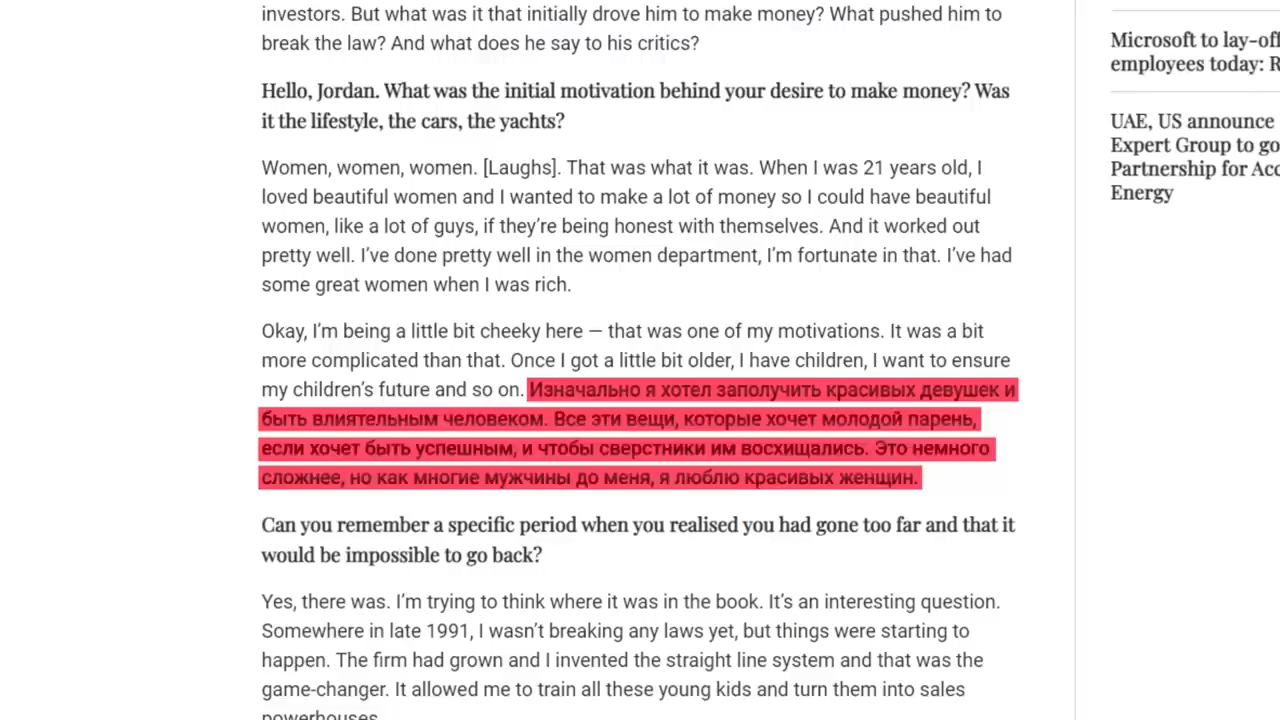 investors. But what was it that initially drove him to make money? What pushed him to
break the law? And what does he say to his critics?
Hello, Jordan. What was the initial motivation behind your desire to make money? Was
it the lifestyle, the cars, the yachts?
Women, women, women. [Laughs]. That was what it was. When I was 21 years old, I
loved beautiful women and I wanted to make a lot of money so I could have beautiful
women, like a lot of guys, if they’re being honest with themselves. And it worked out
pretty well. I’ve done pretty well in the women department, I’m fortunate in that. I’ve had
some great women when I was rich.
Okay, I’m being a little bit cheeky here — that was one of my motivations. It was a bit
more complicated than that. Once I got a little bit older, I have children, I want to ensure
my children’s future and so on. Изначально я хотел заполучить красивых девушек и
быть влиятельным человеком. Все эти вещи, которые хочет молодой парень,
если хочет быть успешным, и чтобы сверстники им восхищались. Это немного
сложнее, но как многие мужчины до меня, я люблю красивых женщин.
Can you remember a specific period when you realised you had gone too far and that it
would be impossible to go back?
Yes, there was. I’m trying to think where it was in the book. It’s an interesting question.
Somewhere in late 1991, I wasn’t breaking any laws yet, but things were starting to
happen. The firm had grown and I invented the straight line system and that was the
game-changer. It allowed me to train all these young kids and turn them into sales
powerhouses.
Microsoft to lay-off
employees today: R
UAE, US announce
Expert Group to go
Partnership for Acc
Energy